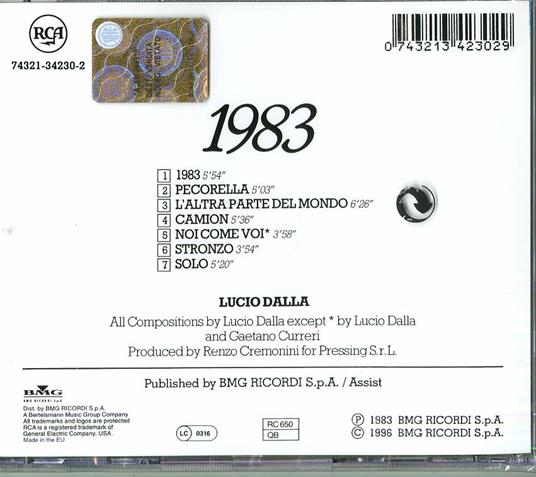 RCA
74321-34230-2
0 743213 423029
1983
1 1983 5'54"
2 PECORELLA 5'03"
3 L'ALTRA PARTE DEL MONDO 6'26"
4 CAMION 5'36"
5 NOI COME VOI* 3'58"
6 STRONZO 3'54"
7 SOLO 5'20"
LUCIO DALLA
All Compositions by Lucio Dalla except * by Lucio Dalla
and Gaetano Curreri
Produced by Renzo Cremonini for Pressing S.r.L.
Published by BMG RICORDI S.p.A. / Assist
BMG
BMG RICORDI S.p.A.
Dist. by BMG RICORDI S.p.A.
A Bertelsmann Music Group Company
All trademarks and logos are protected
RCA is a registered trademark of
General Electric Company, USA.
Made in the EU
LC 0316
RC 650
QB
Ⓟ 1983 BMG RICORDI S.p.A.
Ⓒ 1996 BMG RICORDI S.p.A.